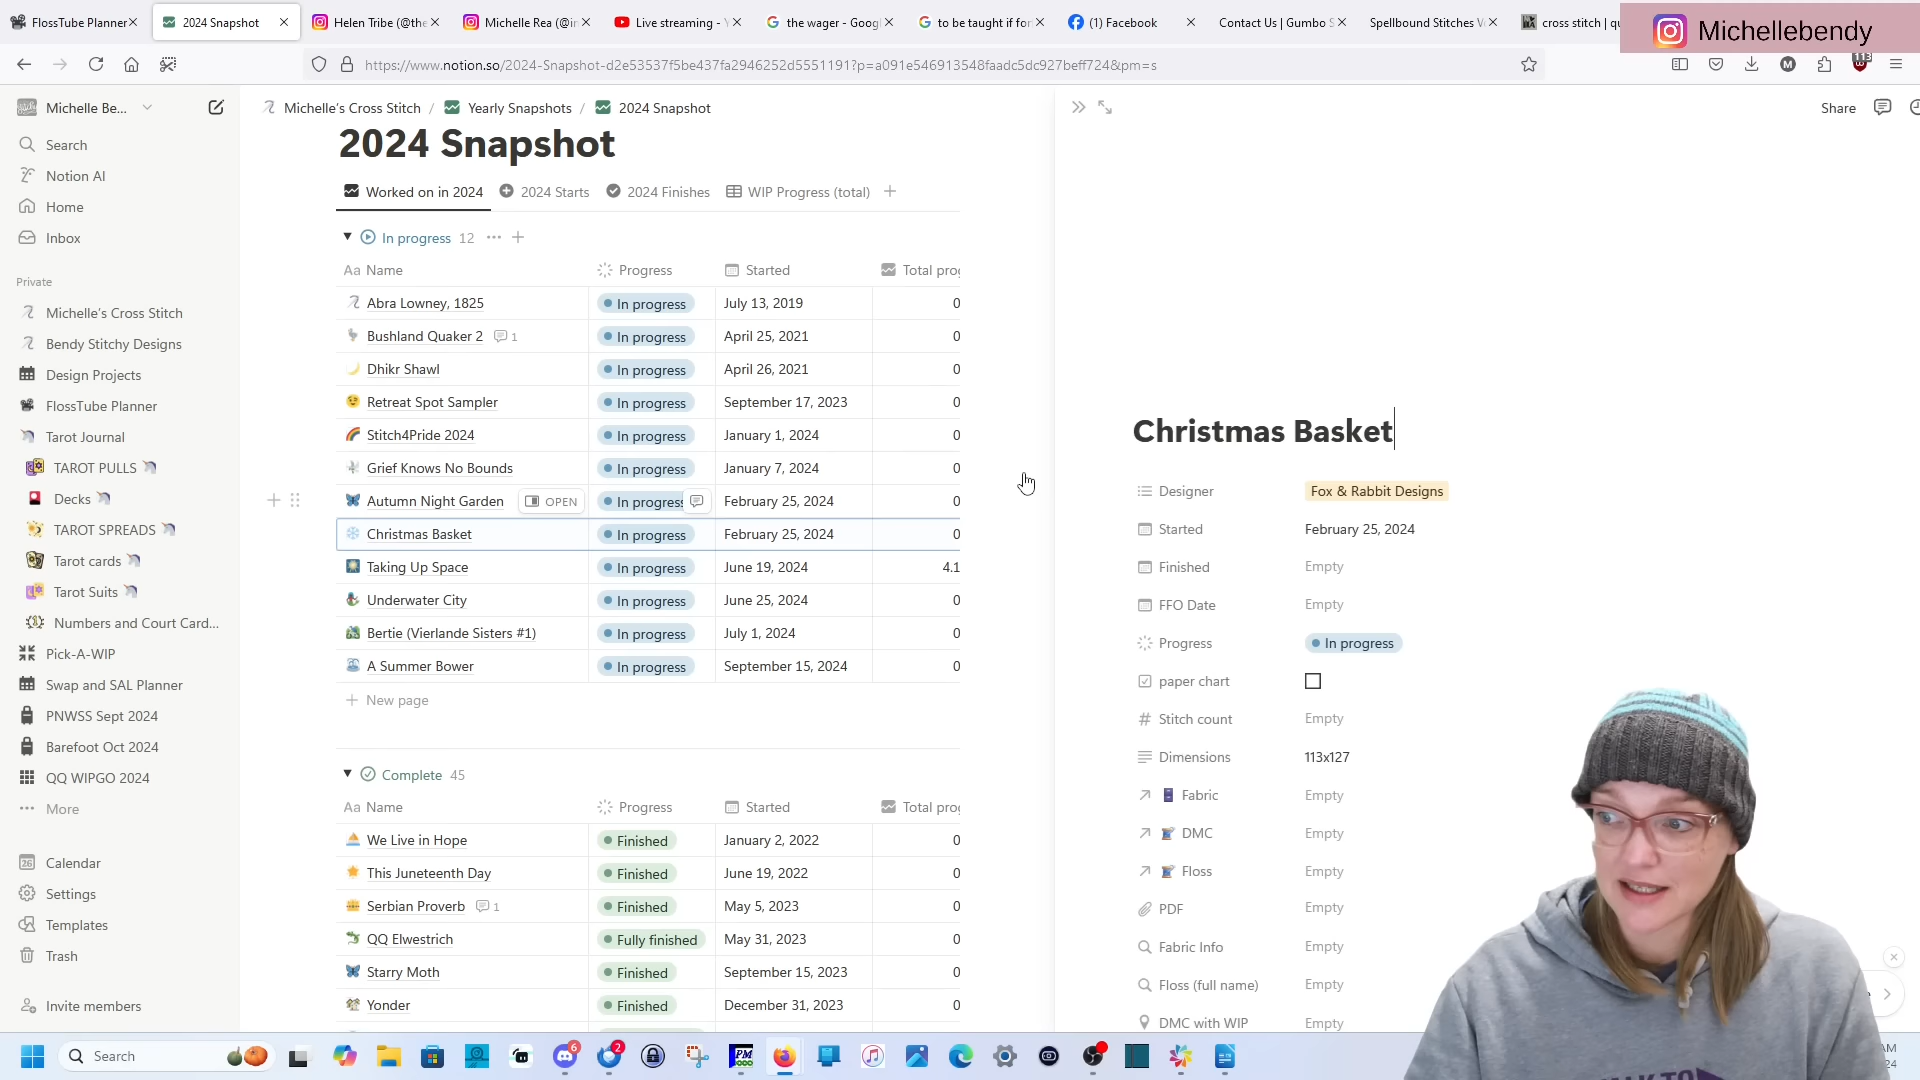 FlossTube Planner
2024 Snapshot
Helen Tribe (@the
Michelle Rea (@in
Live streaming - Y
the wager - Googl
to be taught if for
(1) Facebook
Contact Us | Gumbo S
Spellbound Stitches W
cross stitch | qu
Michellebendy
https://www.notion.so/2024-Snapshot-d2e53537f5be437fa2946252d5551191?p=a091e546913548faadc5dc927beff724&pm=s
M
113
Michelle Be...
Search
Notion AI
Home
Inbox
Private
Michelle's Cross Stitch
Bendy Stitchy Designs
Design Projects
FlossTube Planner
Tarot Journal
TAROT PULLS
Decks
TAROT SPREADS
Tarot cards
Tarot Suits
Numbers and Court Card...
Pick-A-WIP
Swap and SAL Planner
PNWSS Sept 2024
Barefoot Oct 2024
QQ WIPGO 2024
More
Calendar
Settings
Templates
Trash
Invite members
Michelle's Cross Stitch / Yearly Snapshots / 2024 Snapshot
2024 Snapshot
Worked on in 2024 2024 Starts 2024 Finishes WIP Progress (total)
In progress 12
Aa Name Progress Started Total prog
Abra Lowney, 1825 In progress July 13, 2019 0
Bushland Quaker 2 1 In progress April 25, 2021 0
Dhikr Shawl In progress April 26, 2021 0
Retreat Spot Sampler In progress September 17, 2023 0
Stitch4Pride 2024 In progress January 1, 2024 0
Grief Knows No Bounds In progress January 7, 2024 0
Autumn Night Garden OPEN In progress February 25, 2024 0
Christmas Basket In progress February 25, 2024 0
Taking Up Space In progress June 19, 2024 4.1
Underwater City In progress June 25, 2024 0
Bertie (Vierlande Sisters #1) In progress July 1, 2024 0
A Summer Bower In progress September 15, 2024 0
New page
Complete 45
Aa Name Progress Started Total prog
We Live in Hope Finished January 2, 2022 0
This Juneteenth Day Finished June 19, 2022 0
Serbian Proverb 1 Finished May 5, 2023 0
QQ Elwestrich Fully finished May 31, 2023 0
Starry Moth Finished September 15, 2023 0
Yonder Finished December 31, 2023 0
Share
Christmas Basket
Designer Fox & Rabbit Designs
Started February 25, 2024
Finished Empty
FFO Date Empty
Progress In progress
paper chart
Stitch count Empty
Dimensions 113x127
Fabric Empty
DMC Empty
Floss Empty
PDF Empty
Fabric Info Empty
Floss (full name) Empty
DMC with WIP Empty
Search
6
2
PM
AM
24